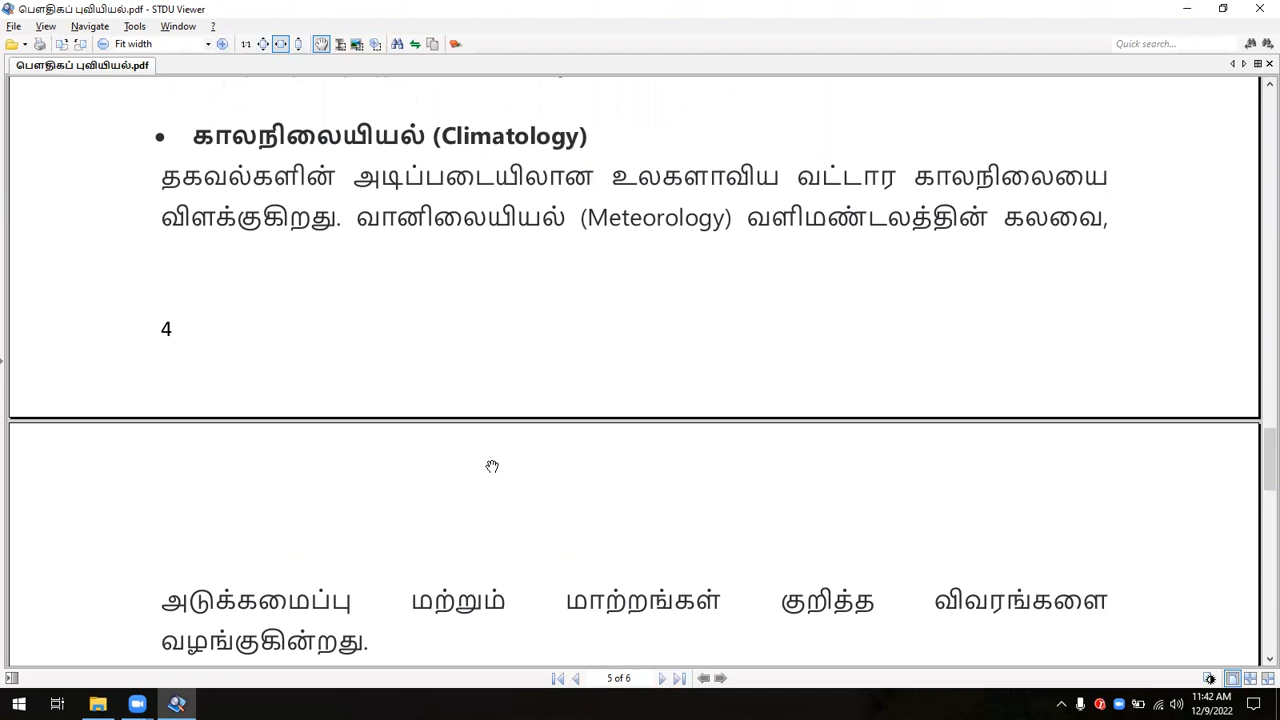 பௌதிகப் புவியியல்.pdf - STDU Viewer
File View Navigate Tools Window ?
1:1 Fit width Quick search...
பௌதிகப் புவியியல்.pdf
• காலநிலையியல் (Climatology)
தகவல்களின் அடிப்படையிலான உலகளாவிய வட்டார காலநிலையை
விளக்குகிறது. வானிலையியல் (Meteorology) வளிமண்டலத்தின் கலவை,
4
அடுக்கமைப்பு மற்றும் மாற்றங்கள் குறித்த விவரங்களை
வழங்குகின்றது.
5 of 6
11:42 AM
12/9/2022